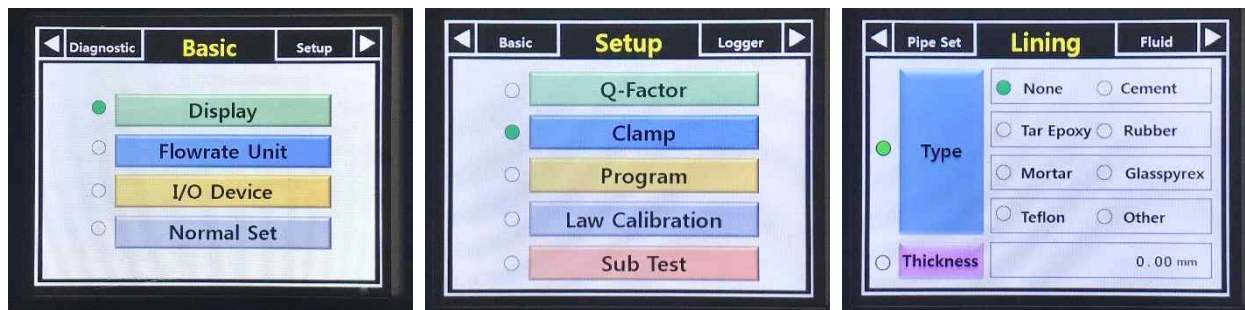 Diagnostic Basic Setup
Display
Flowrate Unit
I/O Device
Normal Set
Basic Setup Logger
Q-Factor
Clamp
Program
Law Calibration
Sub Test
Pipe Set Lining Fluid
Type
None Cement
Tar Epoxy Rubber
Mortar Glasspyrex
Teflon Other
Thickness 0.00 mm